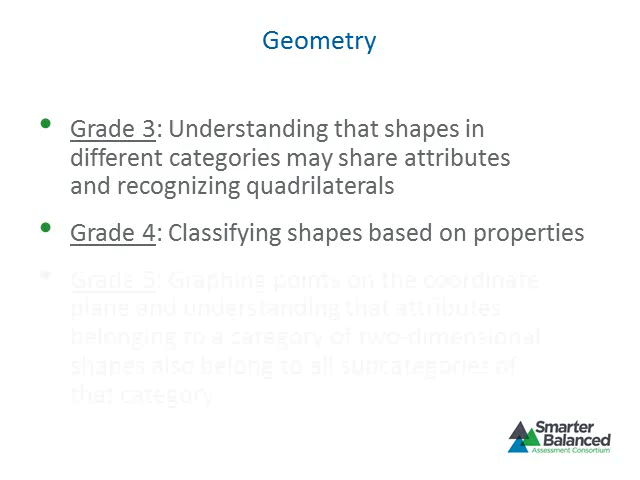 Geometry
• Grade 3: Understanding that shapes in
different categories may share attributes
and recognizing quadrilaterals
• Grade 4: Classifying shapes based on properties
• Grade 5: Graphing points on the coordinate
plane and understanding that attributes
belonging to a category of two-dimensional
shapes also belong to all subcategories of
that category
Smarter
Balanced
Assessment Consortium